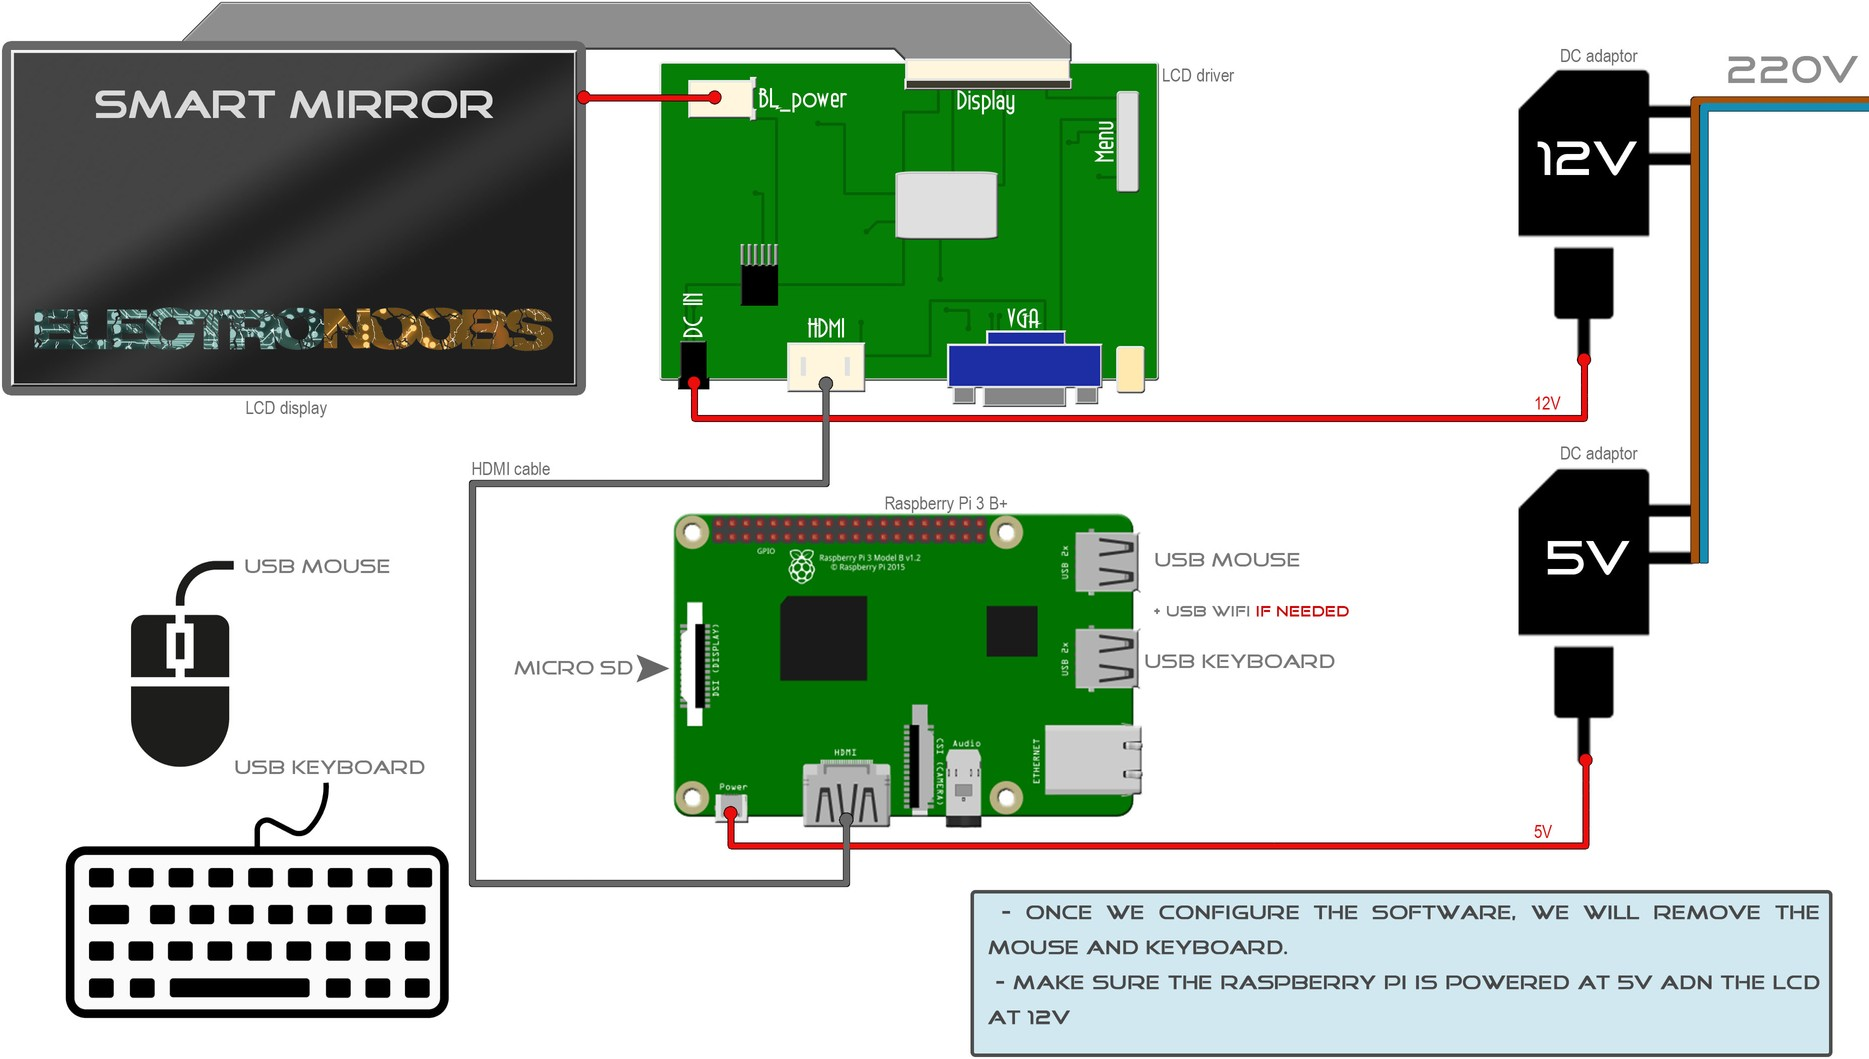 SMART MIRROR
ELECTRONOOBS
LCD display
BL_power
Display
Menu
LCD driver
DC IN
HDMI
VGA
DC adaptor
12V
220V
12V
HDMI cable
DC adaptor
5V
5V
Raspberry Pi 3 B+
GPIO
Raspberry Pi 3 Model B v1.2
© Raspberry Pi 2015
USB 2x
USB MOUSE
+ USB WIFI IF NEEDED
USB 2x
USB KEYBOARD
MICRO SD
DSI (DISPLAY)
HDMI
CSI (CAMERA)
Audio
ETHERNET
Power
USB MOUSE
USB KEYBOARD
- ONCE WE CONFIGURE THE SOFTWARE, WE WILL REMOVE THE
MOUSE AND KEYBOARD.
- MAKE SURE THE RASPBERRY PI IS POWERED AT 5V ADN THE LCD
AT 12V